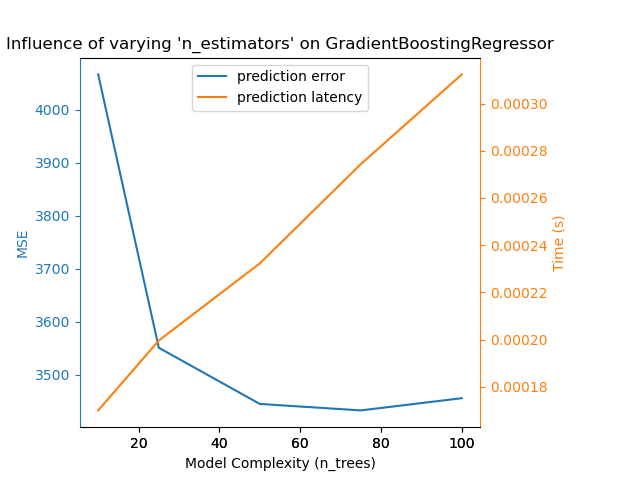 Influence of varying 'n_estimators' on GradientBoostingRegressor
prediction error
prediction latency
4000
3900
3800
3700
3600
3500
MSE
0.00030
0.00028
0.00026
0.00024
0.00022
0.00020
0.00018
Time (s)
20 40 60 80 100
Model Complexity (n_trees)